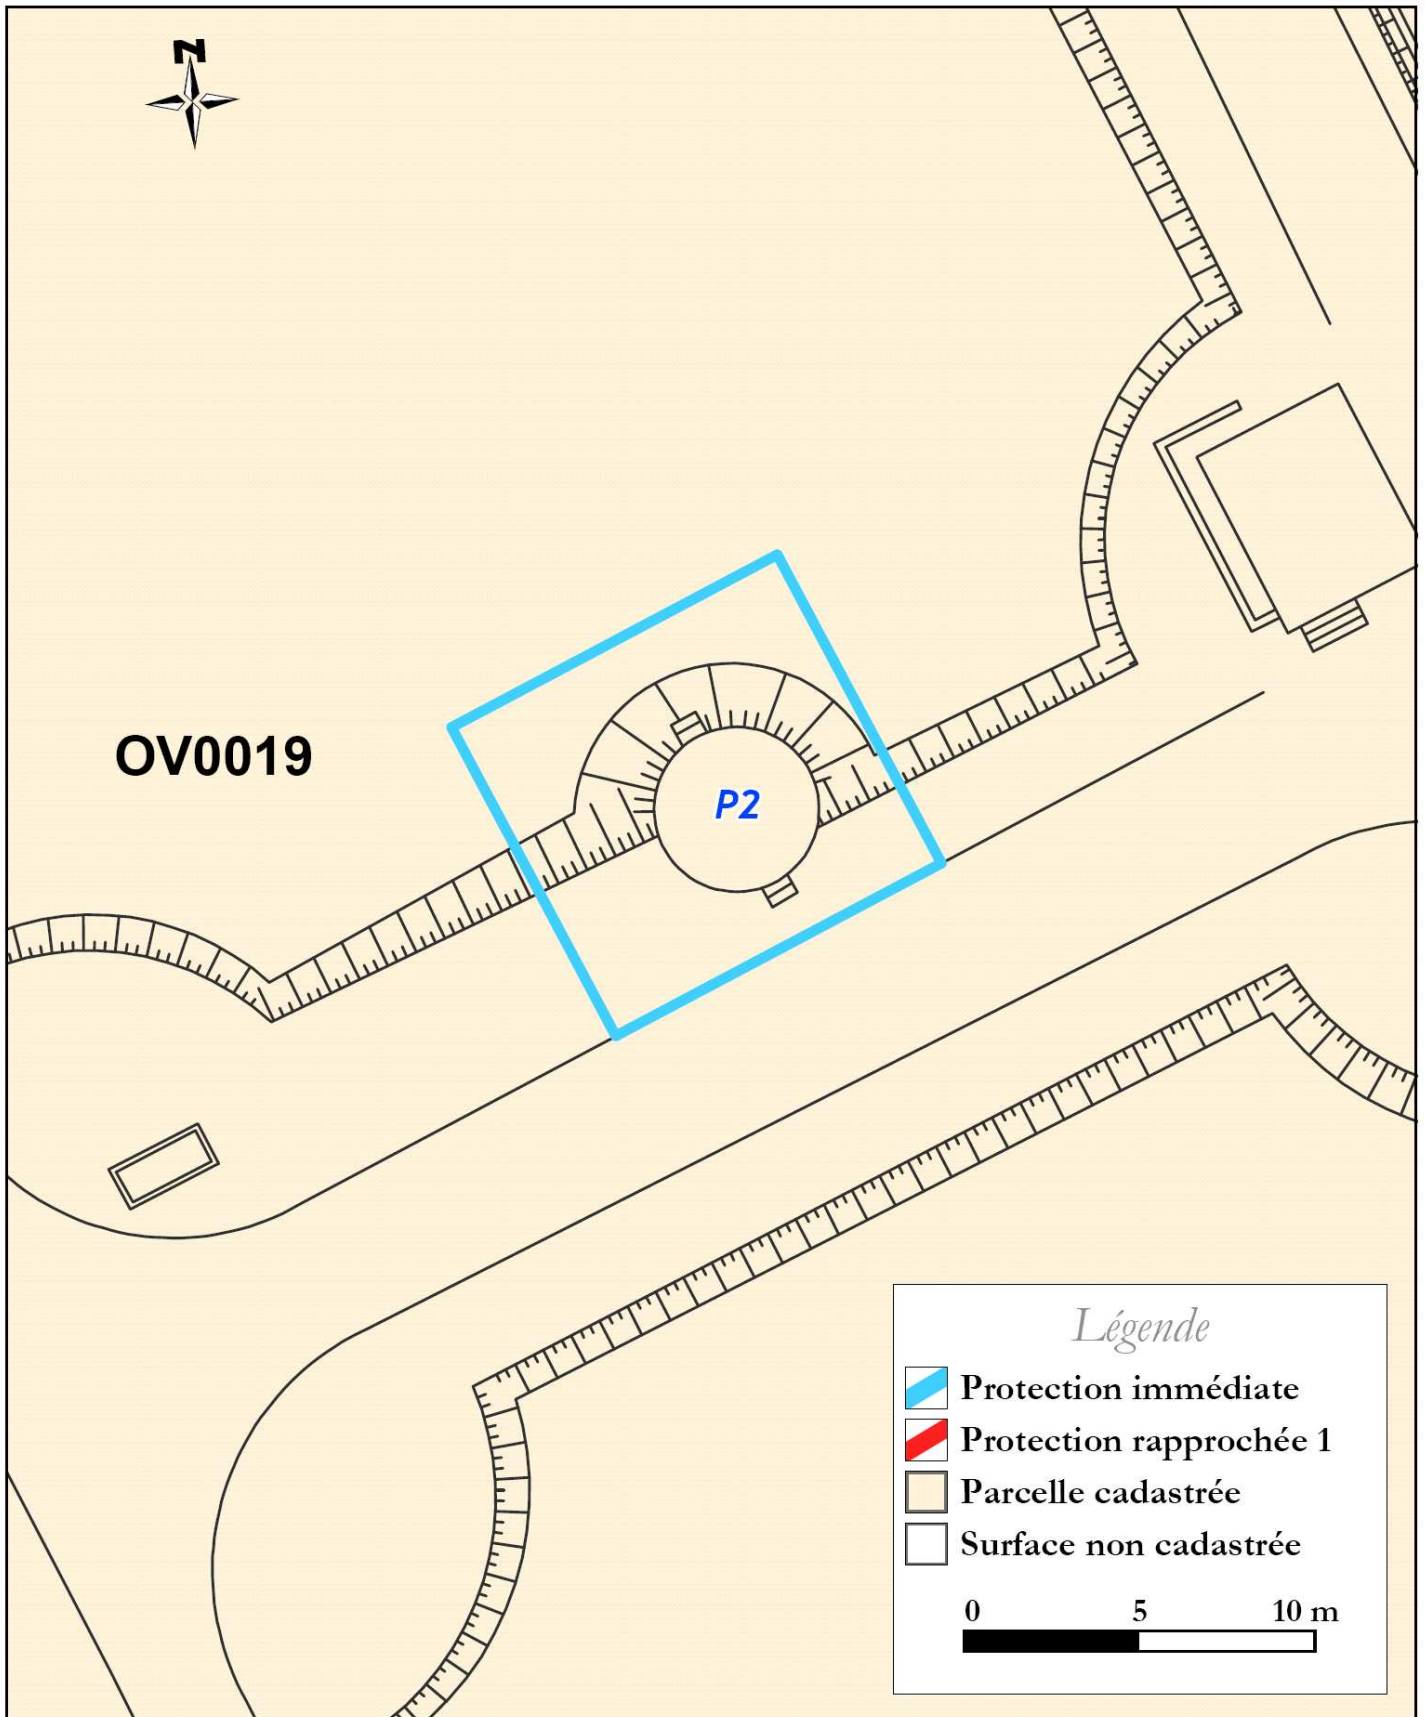 N
OV0019
P2
Légende
Protection immédiate
Protection rapprochée 1
Parcelle cadastrée
Surface non cadastrée
0 5 10 m